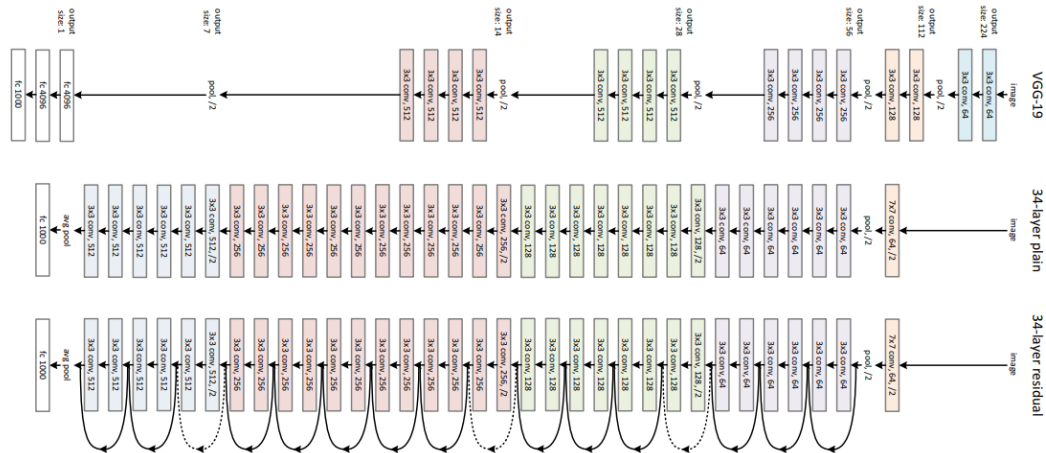 output
size: 224
output
size: 112
output
size: 56
output
size: 28
output
size: 14
output
size: 7
output
size: 1
VGG-19
image
3x3 conv, 64
3x3 conv, 64
pool, /2
3x3 conv, 128
3x3 conv, 128
pool, /2
3x3 conv, 256
3x3 conv, 256
3x3 conv, 256
3x3 conv, 256
pool, /2
3x3 conv, 512
3x3 conv, 512
3x3 conv, 512
3x3 conv, 512
pool, /2
3x3 conv, 512
3x3 conv, 512
3x3 conv, 512
3x3 conv, 512
pool, /2
fc 4096
fc 4096
fc 1000
34-layer plain
image
7x7 conv, 64, /2
pool, /2
3x3 conv, 64
3x3 conv, 64
3x3 conv, 64
3x3 conv, 64
3x3 conv, 64
3x3 conv, 64
3x3 conv, 128, /2
3x3 conv, 128
3x3 conv, 128
3x3 conv, 128
3x3 conv, 128
3x3 conv, 128
3x3 conv, 128
3x3 conv, 128
3x3 conv, 256, /2
3x3 conv, 256
3x3 conv, 256
3x3 conv, 256
3x3 conv, 256
3x3 conv, 256
3x3 conv, 256
3x3 conv, 256
3x3 conv, 256
3x3 conv, 256
3x3 conv, 256
3x3 conv, 256
3x3 conv, 512, /2
3x3 conv, 512
3x3 conv, 512
3x3 conv, 512
3x3 conv, 512
3x3 conv, 512
avg pool
fc 1000
34-layer residual
image
7x7 conv, 64, /2
pool, /2
3x3 conv, 64
3x3 conv, 64
3x3 conv, 64
3x3 conv, 64
3x3 conv, 64
3x3 conv, 64
3x3 conv, 128, /2
3x3 conv, 128
3x3 conv, 128
3x3 conv, 128
3x3 conv, 128
3x3 conv, 128
3x3 conv, 128
3x3 conv, 128
3x3 conv, 256, /2
3x3 conv, 256
3x3 conv, 256
3x3 conv, 256
3x3 conv, 256
3x3 conv, 256
3x3 conv, 256
3x3 conv, 256
3x3 conv, 256
3x3 conv, 256
3x3 conv, 256
3x3 conv, 256
3x3 conv, 512, /2
3x3 conv, 512
3x3 conv, 512
3x3 conv, 512
3x3 conv, 512
3x3 conv, 512
avg pool
fc 1000